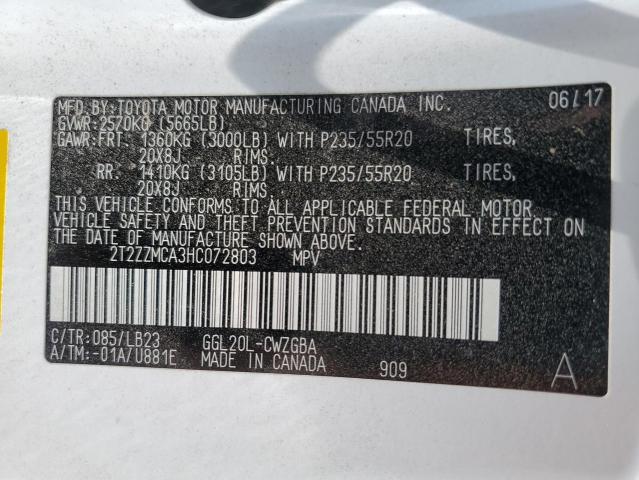 MFD.BY:TOYOTA MOTOR MANUFACTURING CANADA INC. 06/17
GVWR:2570KG (5665LB)
GAWR:FRT. 1360KG (3000LB) WITH P235/55R20 TIRES,
20X8J RIMS.
RR. 1410KG (3105LB) WITH P235/55R20 TIRES,
20X8J RIMS.
THIS VEHICLE CONFORMS TO ALL APPLICABLE FEDERAL MOTOR
VEHICLE SAFETY AND THEFT PREVENTION STANDARDS IN EFFECT ON
THE DATE OF MANUFACTURE SHOWN ABOVE.
2T2ZZMCA3HC072803 MPV
C/TR:085/LB23 GGL20L-CWZGBA
A/TM:-01A/U881E MADE IN CANADA 909 A